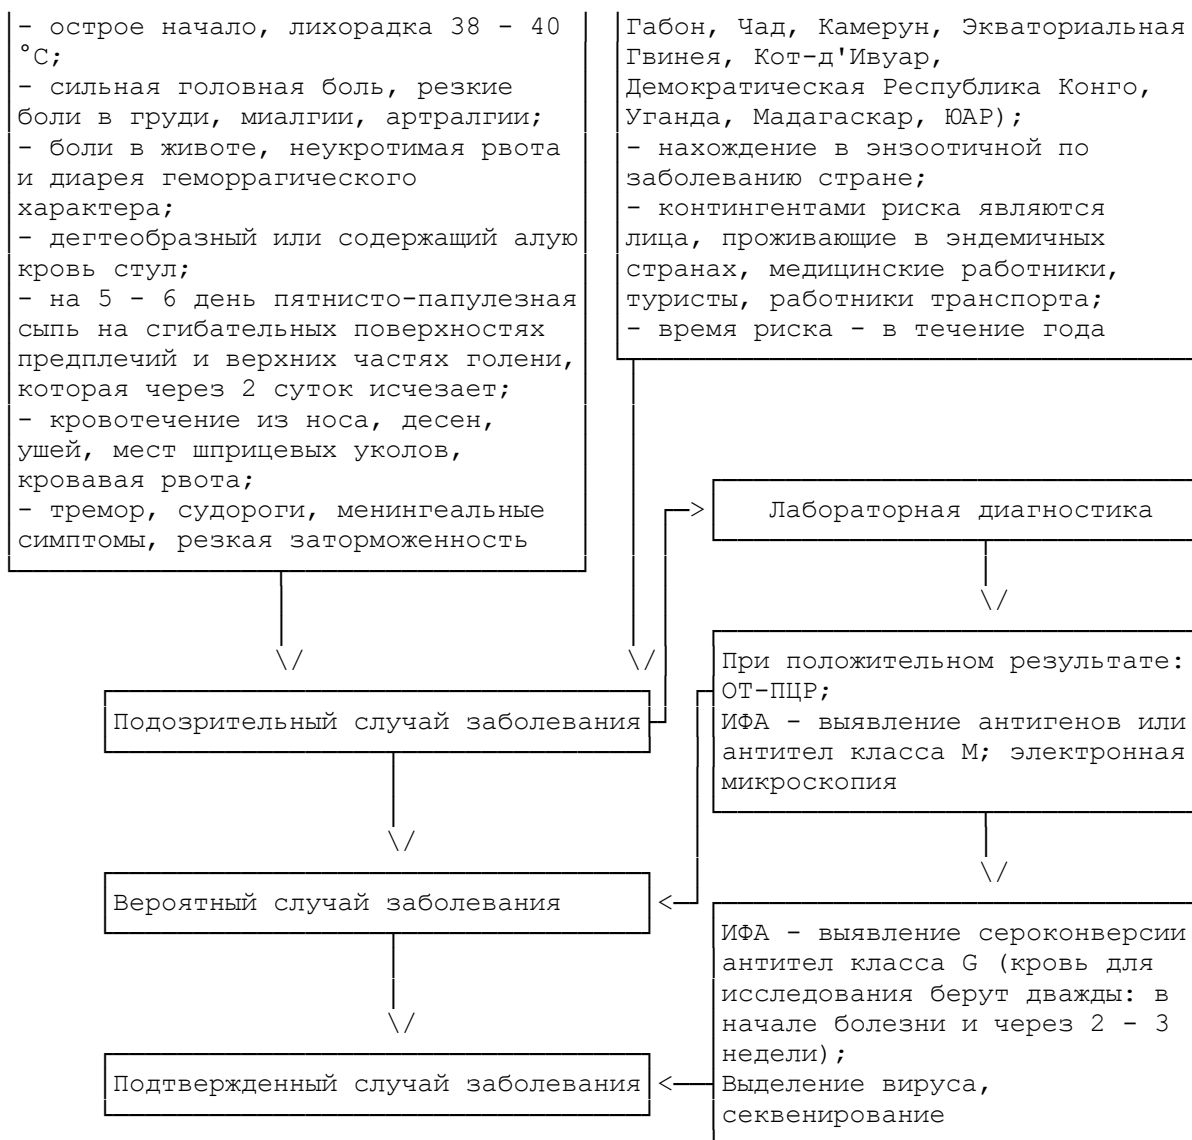 - острое начало, лихорадка 38 - 40
°C;
- сильная головная боль, резкие
боли в груди, миалгии, артралгии;
- боли в животе, неукротимая рвота
и диарея геморрагического
характера;
- дегтеобразный или содержащий алую
кровь стул;
- на 5 - 6 день пятнисто-папулезная
сыпь на сгибательных поверхностях
предплечий и верхних частях голени,
которая через 2 суток исчезает;
- кровотечение из носа, десен,
ушей, мест шприцевых уколов,
кровавая рвота;
- тремор, судороги, менингеальные
симптомы, резкая заторможенность
Габон, Чад, Камерун, Экваториальная
Гвинея, Кот-д'Ивуар,
Демократическая Республика Конго,
Уганда, Мадагаскар, ЮАР);
- нахождение в энзоотичной по
заболеванию стране;
- контингентами риска являются
лица, проживающие в эндемичных
странах, медицинские работники,
туристы, работники транспорта;
- время риска - в течение года
Лабораторная диагностика
При положительном результате:
ОТ-ПЦР;
ИФА - выявление антигенов или
антител класса M; электронная
микроскопия
Подозрительный случай заболевания
Вероятный случай заболевания
ИФА - выявление сероконверсии
антител класса G (кровь для
исследования берут дважды: в
начале болезни и через 2 - 3
недели);
Выделение вируса,
секвенирование
Подтвержденный случай заболевания